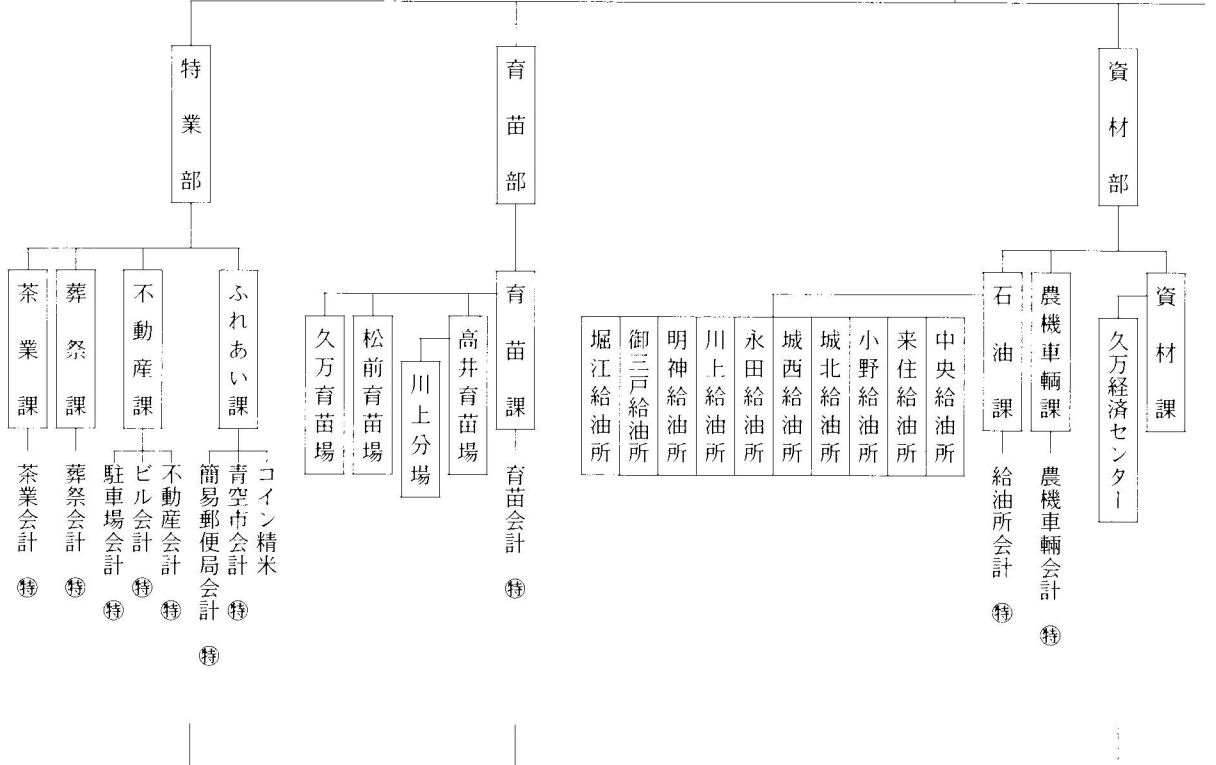 資材部
資材課
久万経済センター
農機車輌課
農機車輌会計 ㊕
石油課
給油所会計 ㊕
中央給油所
来住給油所
小野給油所
城北給油所
城西給油所
永田給油所
川上給油所
明神給油所
御三戸給油所
堀江給油所
育苗部
育苗課
育苗会計 ㊕
高井育苗場
川上分場
松前育苗場
久万育苗場
特業部
ふれあい課
コイン精米
青空市会計 ㊕
簡易郵便局会計 ㊕
不動産課
不動産会計 ㊕
ビル会計 ㊕
駐車場会計 ㊕
葬祭課
葬祭会計 ㊕
茶業課
茶業会計 ㊕